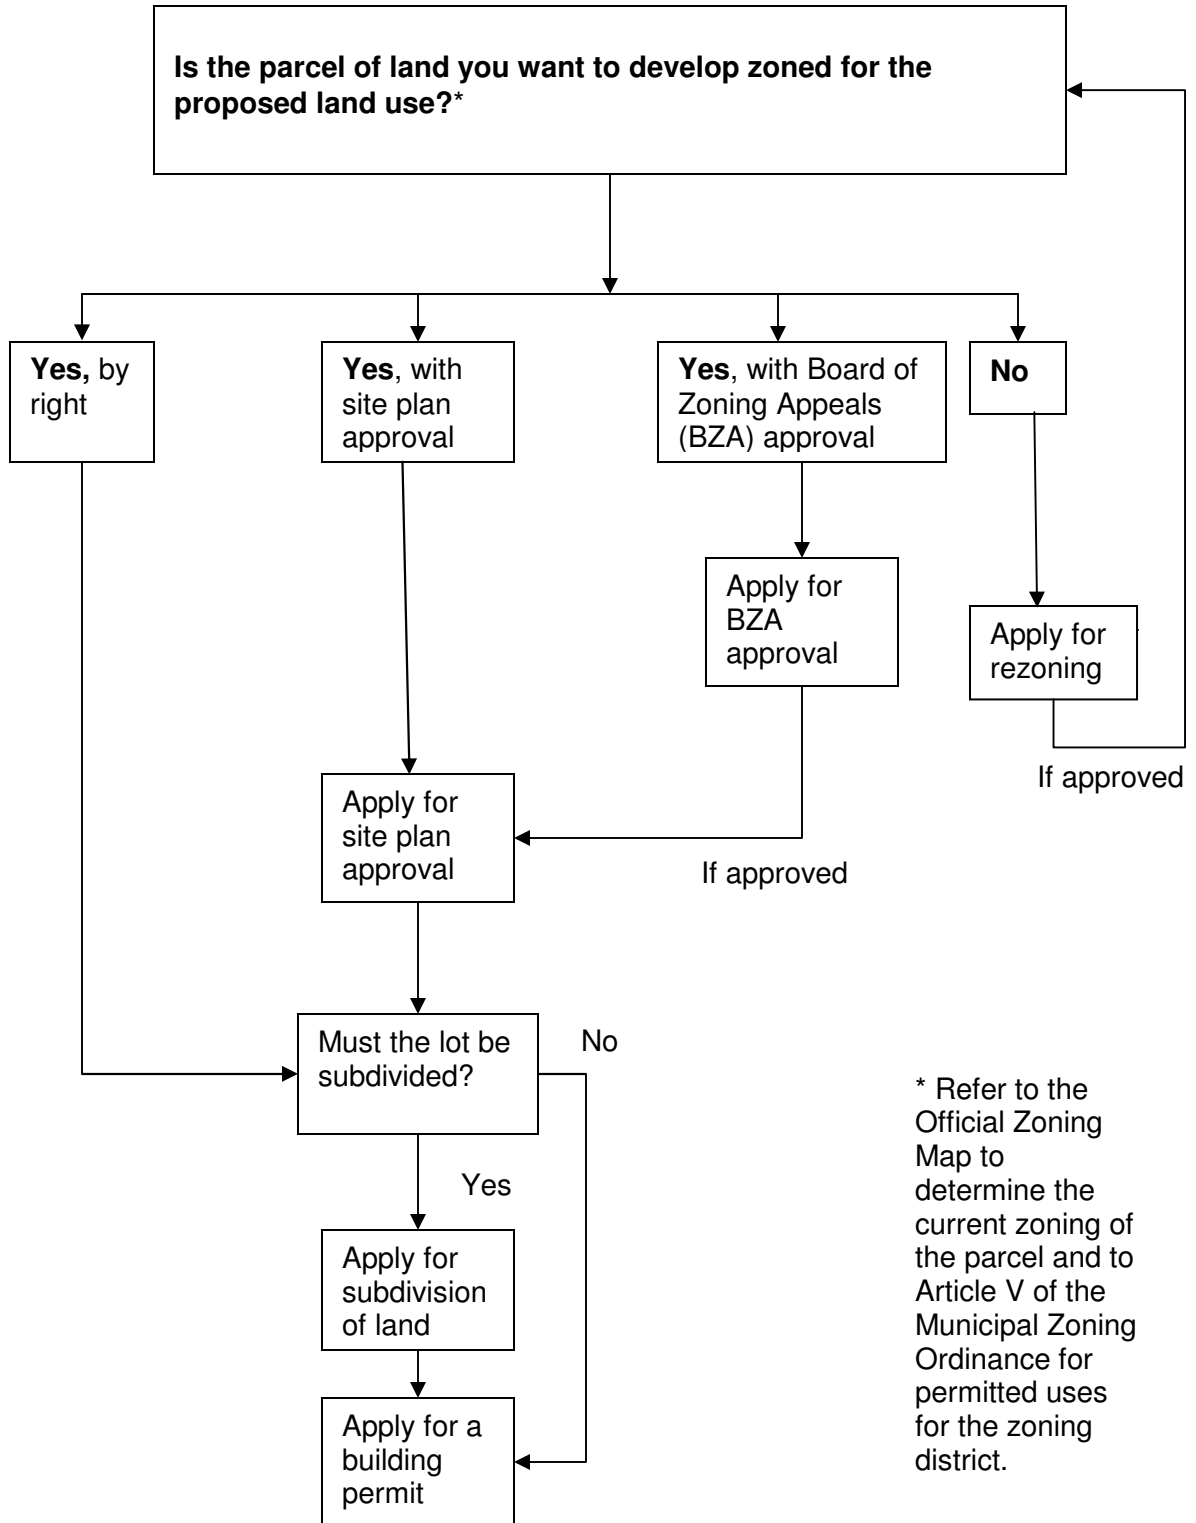 Is the parcel of land you want to develop zoned for the
proposed land use?*
Yes, by
right
Yes, with
site plan
approval
Yes, with Board of
Zoning Appeals
(BZA) approval
No
Apply for
BZA
approval
Apply for
rezoning
If approved
Apply for
site plan
approval
If approved
Must the lot be
subdivided?
No
Yes
Apply for
subdivision
of land
Apply for a
building
permit
* Refer to the
Official Zoning
Map to
determine the
current zoning of
the parcel and to
Article V of the
Municipal Zoning
Ordinance for
permitted uses
for the zoning
district.